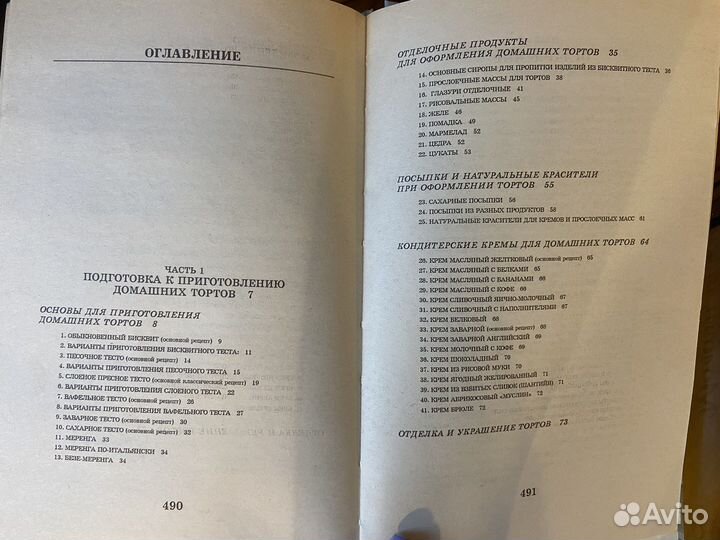 ОГЛАВЛЕНИЕ
ЧАСТЬ 1
ПОДГОТОВКА К ПРИГОТОВЛЕНИЮ
ДОМАШНИХ ТОРТОВ 7
ОСНОВЫ ДЛЯ ПРИГОТОВЛЕНИЯ
ДОМАШНИХ ТОРТОВ 8
1. ОБЫКНОВЕННЫЙ БИСКВИТ (основной рецепт) 9
2. ВАРИАНТЫ ПРИГОТОВЛЕНИЯ БИСКВИТНОГО ТЕСТА: 11
3. ПЕСОЧНОЕ ТЕСТО (основной рецепт) 14
4. ВАРИАНТЫ ПРИГОТОВЛЕНИЯ ПЕСОЧНОГО ТЕСТА 15
5. СЛОЕНОЕ ПРЕСНОЕ ТЕСТО (основной классический рецепт) 19
6. ВАРИАНТЫ ПРИГОТОВЛЕНИЯ СЛОЕНОГО ТЕСТА 22
7. ВАФЕЛЬНОЕ ТЕСТО (основной рецепт) 26
8. ВАРИАНТЫ ПРИГОТОВЛЕНИЯ ВАФЕЛЬНОГО ТЕСТА 27
9. ЗАВАРНОЕ ТЕСТО (основной рецепт) 30
10. САХАРНОЕ ТЕСТО (основной рецепт) 32
11. МЕРЕНГА 33
12. МЕРЕНГА ПО-ИТАЛЬЯНСКИ 34
13. БЕЗЕ-МЕРЕНГА 34
490
ОТДЕЛОЧНЫЕ ПРОДУКТЫ
ДЛЯ ОФОРМЛЕНИЯ ДОМАШНИХ ТОРТОВ 35
14. ОСНОВНЫЕ СИРОПЫ ДЛЯ ПРОПИТКИ ИЗДЕЛИЙ ИЗ БИСКВИТНОГО ТЕСТА 36
15. ПРОСЛОЕЧНЫЕ МАССЫ ДЛЯ ТОРТОВ 38
16. ГЛАЗУРИ ОТДЕЛОЧНЫЕ 41
17. РИСОВАЛЬНЫЕ МАССЫ 45
18. ЖЕЛЕ 46
19. ПОМАДКА 49
20. МАРМЕЛАД 52
21. ЦЕДРА 52
22. ЦУКАТЫ 53
ПОСЫПКИ И НАТУРАЛЬНЫЕ КРАСИТЕЛИ
ПРИ ОФОРМЛЕНИИ ТОРТОВ 55
23. САХАРНЫЕ ПОСЫПКИ 56
24. ПОСЫПКИ ИЗ РАЗНЫХ ПРОДУКТОВ 58
25. НАТУРАЛЬНЫЕ КРАСИТЕЛИ ДЛЯ КРЕМОВ И ПРОСЛОЕЧНЫХ МАСС 61
КОНДИТЕРСКИЕ КРЕМЫ ДЛЯ ДОМАШНИХ ТОРТОВ 64
26. КРЕМ МАСЛЯНЫЙ ЖЕЛТКОВЫЙ (основной рецепт) 65
27. КРЕМ МАСЛЯНЫЙ С БЕЛКАМИ 65
28. КРЕМ МАСЛЯНЫЙ С БАНАНАМИ 66
29. КРЕМ МАСЛЯНЫЙ С КОФЕ 66
30. КРЕМ СЛИВОЧНЫЙ ЯИЧНО-МОЛОЧНЫЙ 67
31. КРЕМ СЛИВОЧНЫЙ С НАПОЛНИТЕЛЯМИ 67
32. КРЕМ БЕЛКОВЫЙ 67
33. КРЕМ ЗАВАРНОЙ (основной рецепт) 68
34. КРЕМ ЗАВАРНОЙ АНГЛИЙСКИЙ 68
35. КРЕМ МОЛОЧНЫЙ С КОФЕ 69
36. КРЕМ ШОКОЛАДНЫЙ 70
37. КРЕМ ИЗ РИСОВОЙ МУКИ 70
38. КРЕМ ЯГОДНЫЙ ЖЕЛИРОВАННЫЙ 71
39. КРЕМ ИЗ ВЗБИТЫХ СЛИВОК (ШАНТИЙИ) 71
40. КРЕМ АБРИКОСОВЫЙ «МУСЛИН» 72
41. КРЕМ БРЮЛЕ 72
ОТДЕЛКА И УКРАШЕНИЕ ТОРТОВ 73
491
Avito